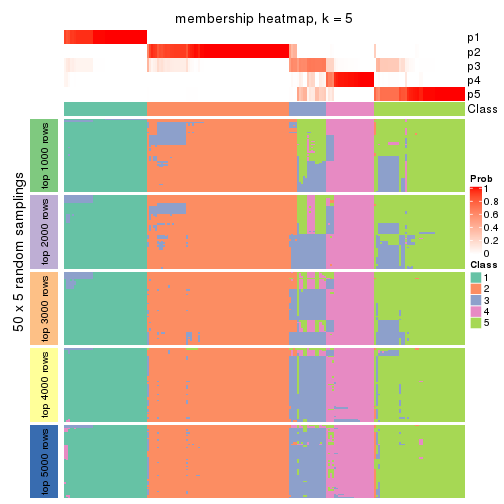 membership heatmap, k = 5
p1
p2
p3
p4
p5
Class
50 x 5 random samplings
top 1000 rows
top 2000 rows
top 3000 rows
top 4000 rows
top 5000 rows
Prob
1
0.8
0.6
0.4
0.2
0
Class
1
2
3
4
5